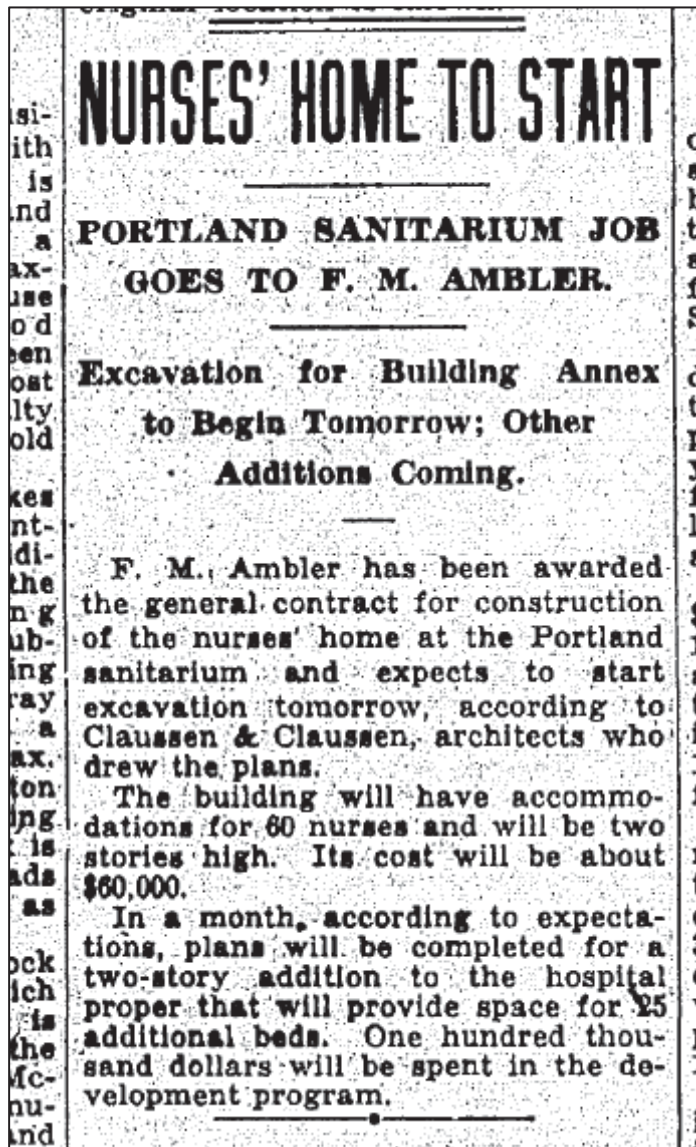 NURSES' HOME TO START
PORTLAND SANITARIUM JOB
GOES TO F. M. AMBLER.
Excavation for Building Annex
to Begin Tomorrow; Other
Additions Coming.
F. M. Ambler has been awarded
the general contract for construction
of the nurses' home at the Portland
sanitarium and expects to start
excavation tomorrow, according to
Claussen & Claussen, architects who
drew the plans.
The building will have accommo-
dations for 60 nurses and will be two
stories high. Its cost will be about
$60,000.
In a month, according to expecta-
tions, plans will be completed for a
two-story addition to the hospital
proper that will provide space for 25
additional beds. One hundred thou-
sand dollars will be spent in the de-
velopment program.